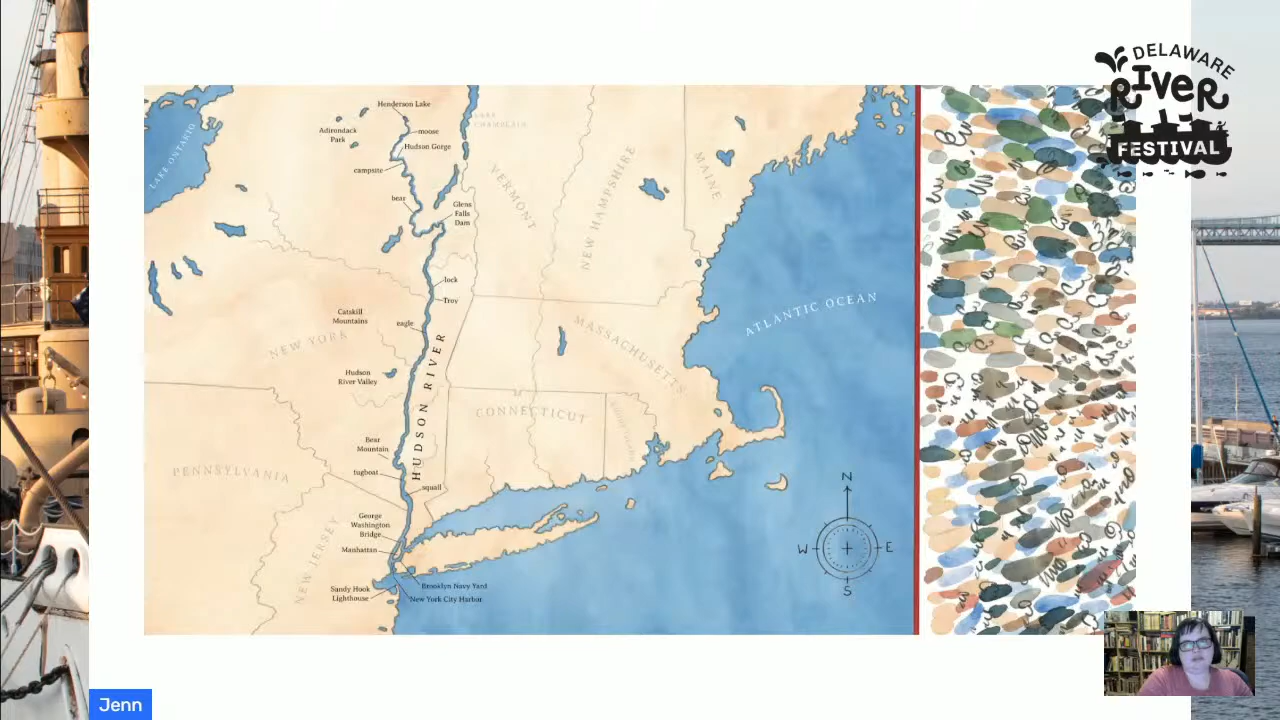 DELAWARE
RIVER
FESTIVAL
Henderson Lake
LAKE
CHAMPLAIN
Adirondack
Park
moose
Hudson Gorge
LAKE ONTARIO
campsite
bear
Glens
Falls
Dam
VERMONT
NEW HAMPSHIRE
MAINE
lock
Troy
ATLANTIC OCEAN
Catskill
Mountains
eagle
NEW YORK
MASSACHUSETTS
Hudson
River Valley
HUDSON RIVER
CONNECTICUT
RHODE ISLAND
Bear
Mountain
PENNSYLVANIA
tugboat
squall
N
George
Washington
Bridge
W
E
Manhattan
NEW JERSEY
S
Sandy Hook
Lighthouse
Brooklyn Navy Yard
New York City Harbor
Jenn